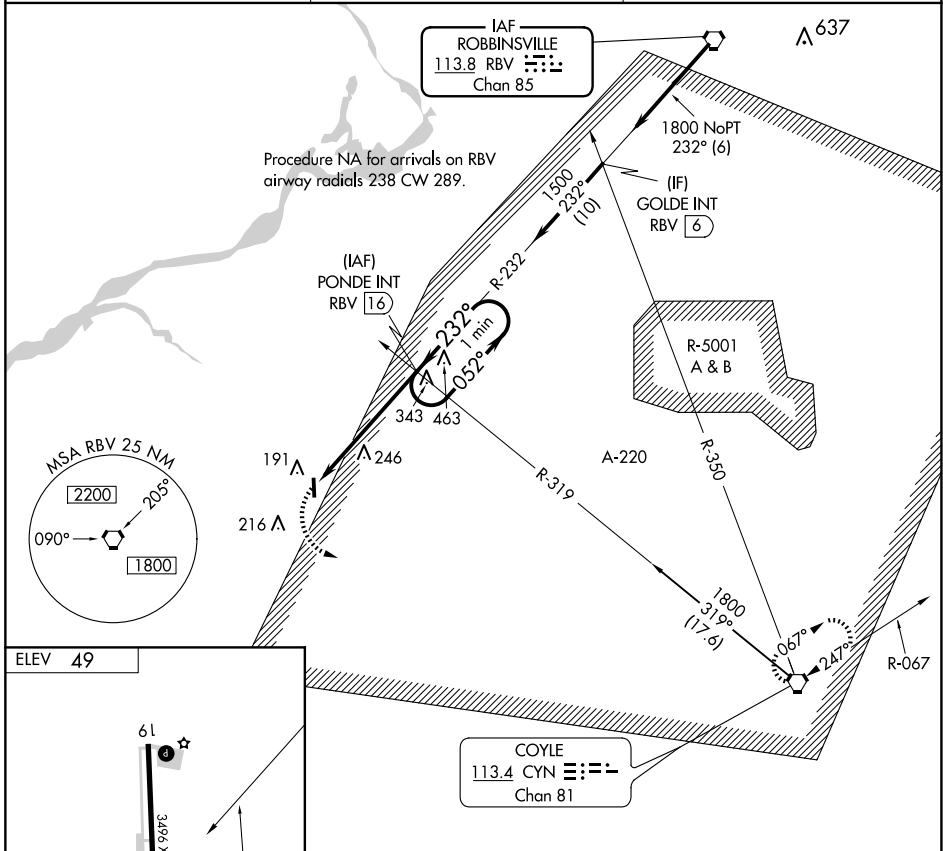 IAF
ROBBINSVILLE
113.8 RBV
Chan 85
637
1800 NoPT
232° (6)
Procedure NA for arrivals on RBV
airway radials 238 CW 289.
(IF)
GOLDE INT
RBV 6
1500
232°
(10)
R-232
(IAF)
PONDE INT
RBV 16
232°
1 min
052°
343 463
R-5001
A & B
191
246
A-220
R-350
R-319
216
MSA RBV 25 NM
2200
205°
090°
1800
1800
319°
(17.6)
067°
247°
R-067
ELEV 49
19
3496 X
P
COYLE
113.4 CYN
Chan 81